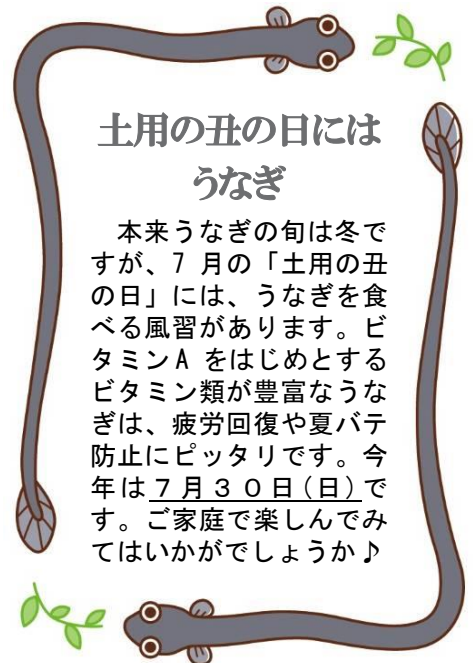 土用の丑の日には
うなぎ
　本来うなぎの旬は冬で
すが、7 月の「土用の丑
の日」には、うなぎを食
べる風習があります。ビ
タミンA をはじめとする
ビタミン類が豊富なうな
ぎは、疲労回復や夏バテ
防止にピッタリです。今
年は７月３０日(日)で
す。ご家庭で楽しんでみ
てはいかがでしょうか♪